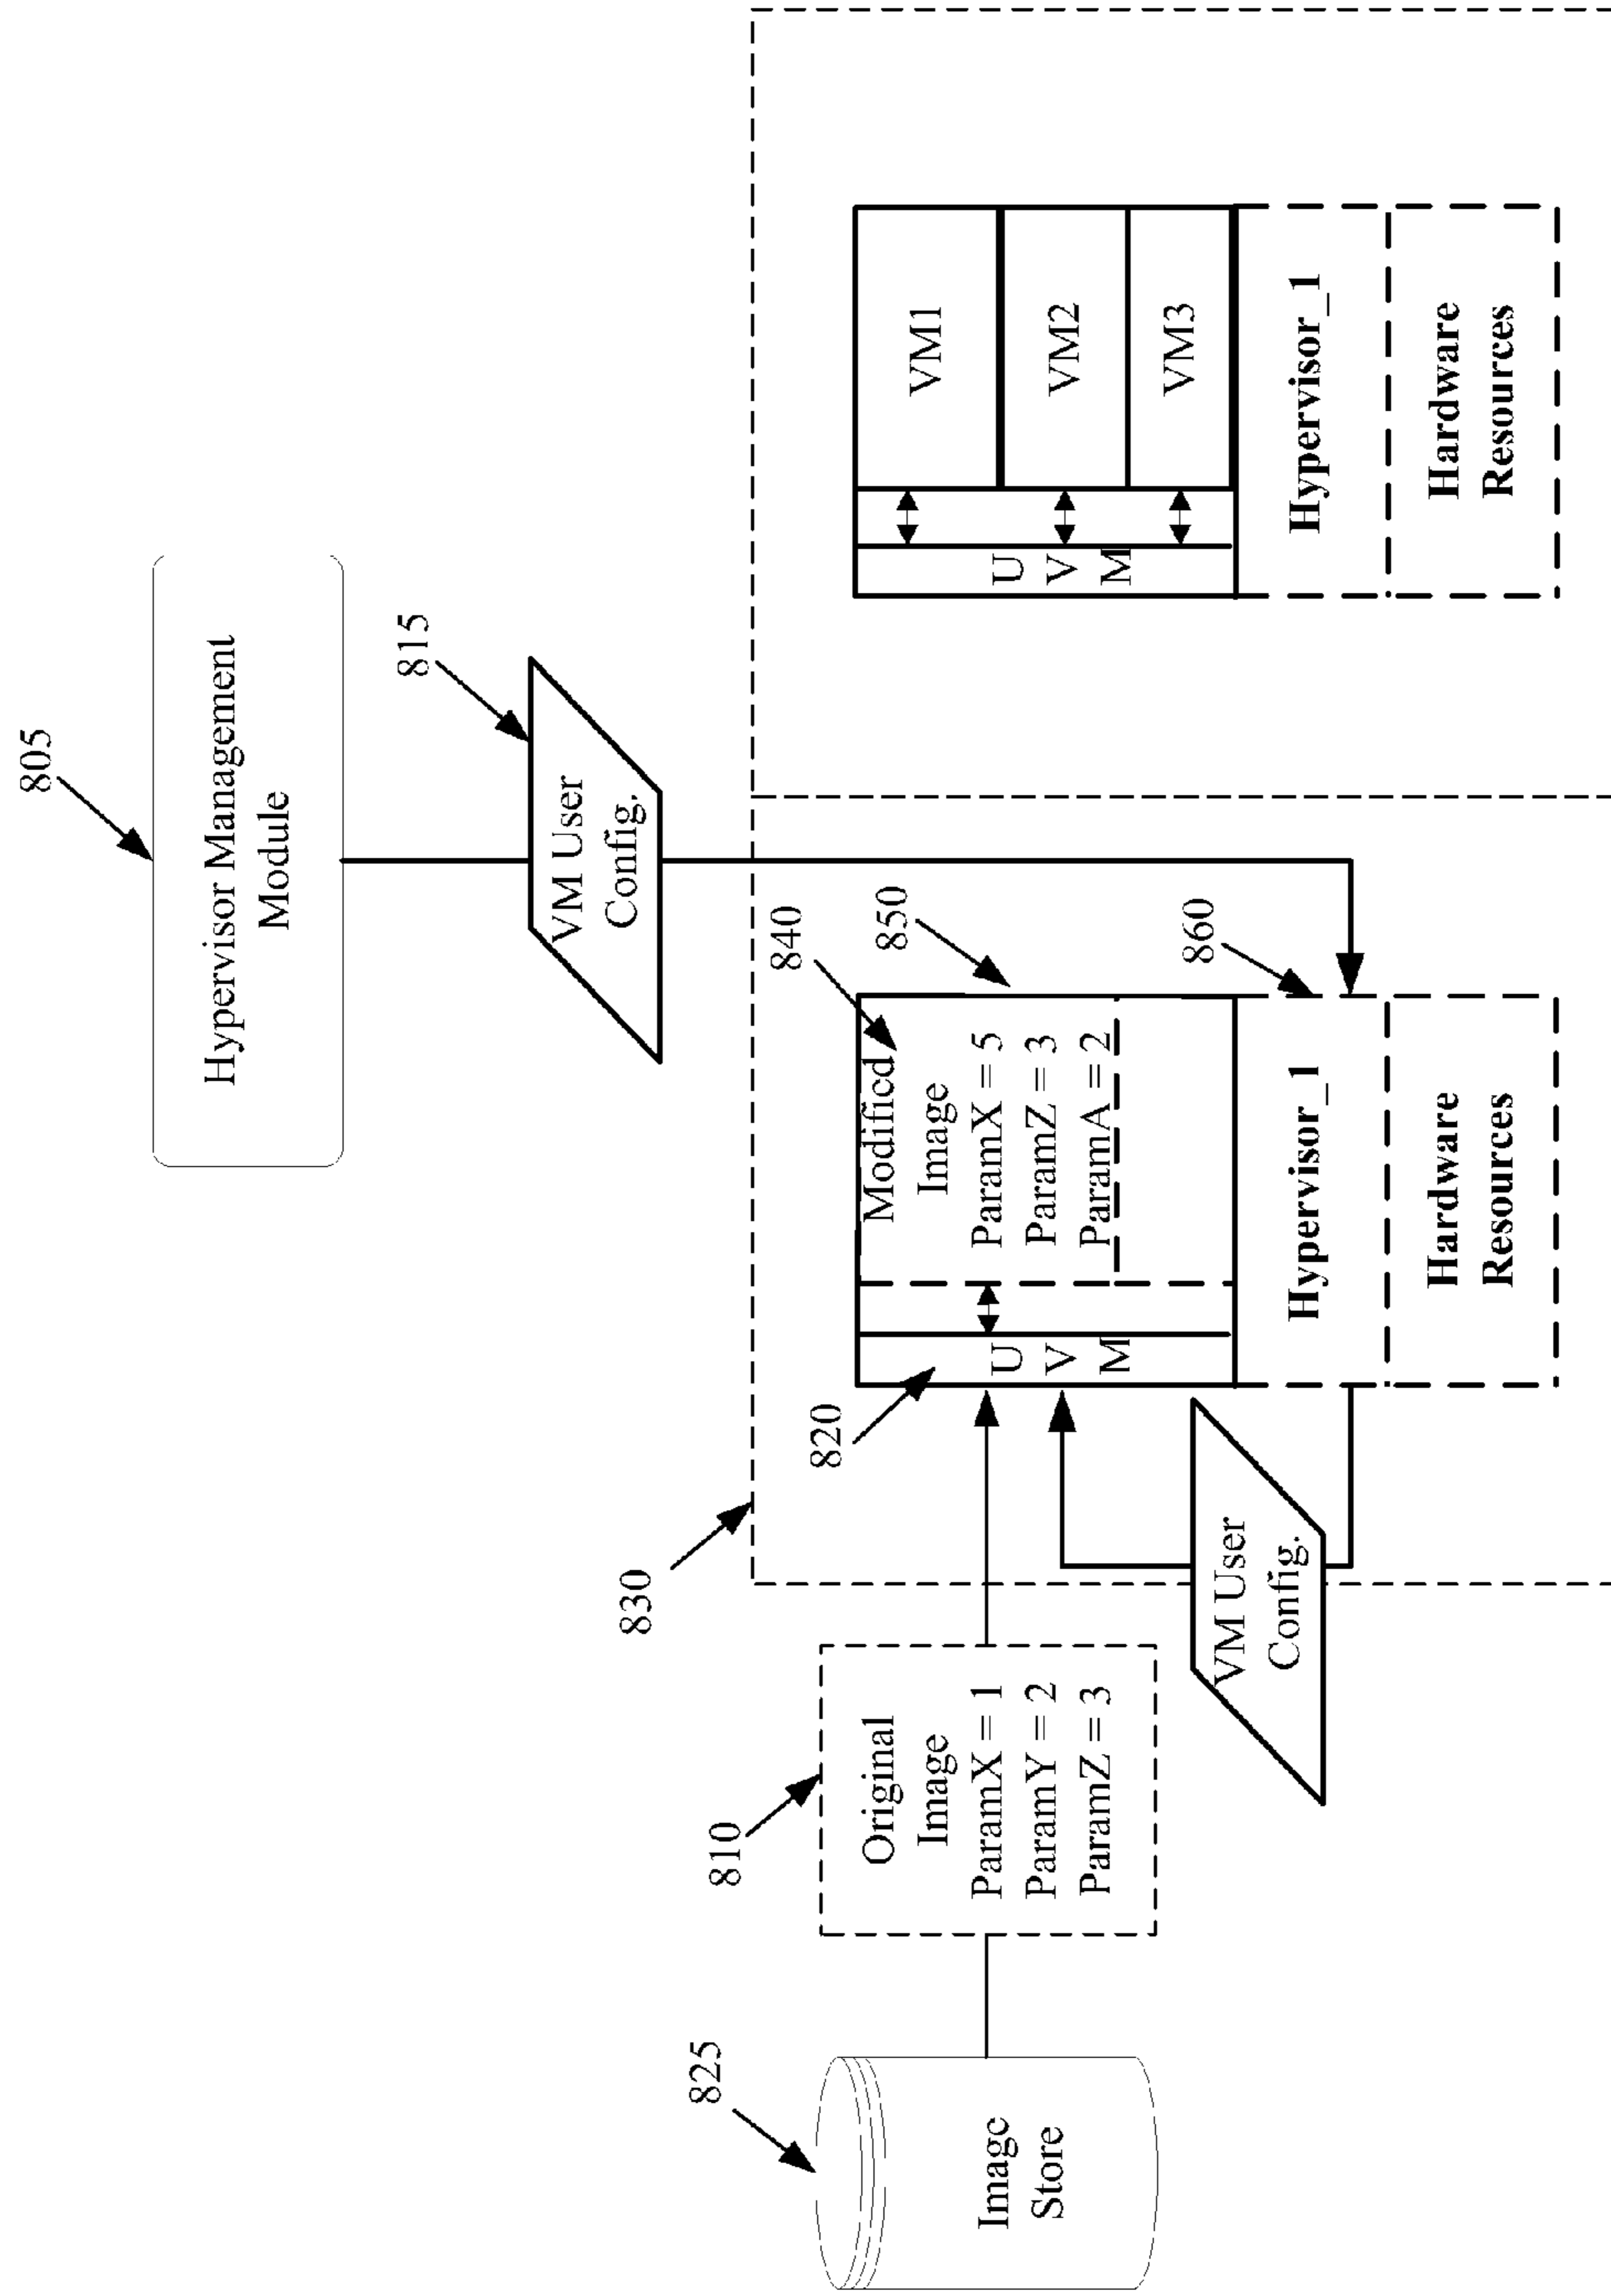 805
Hypervisor Management
Module
815
VM User
Config.
825
Image
Store
810
Original
Image
ParamX = 1
ParamY = 2
ParamZ = 3
830
820
U
V
M
840
Modified
Image
ParamX = 5
ParamZ = 3
ParamA = 2
850
860
Hypervisor_1
Hardware
Resources
VM User
Config.
U
V
M
VM1
VM2
VM3
Hypervisor_1
Hardware
Resources